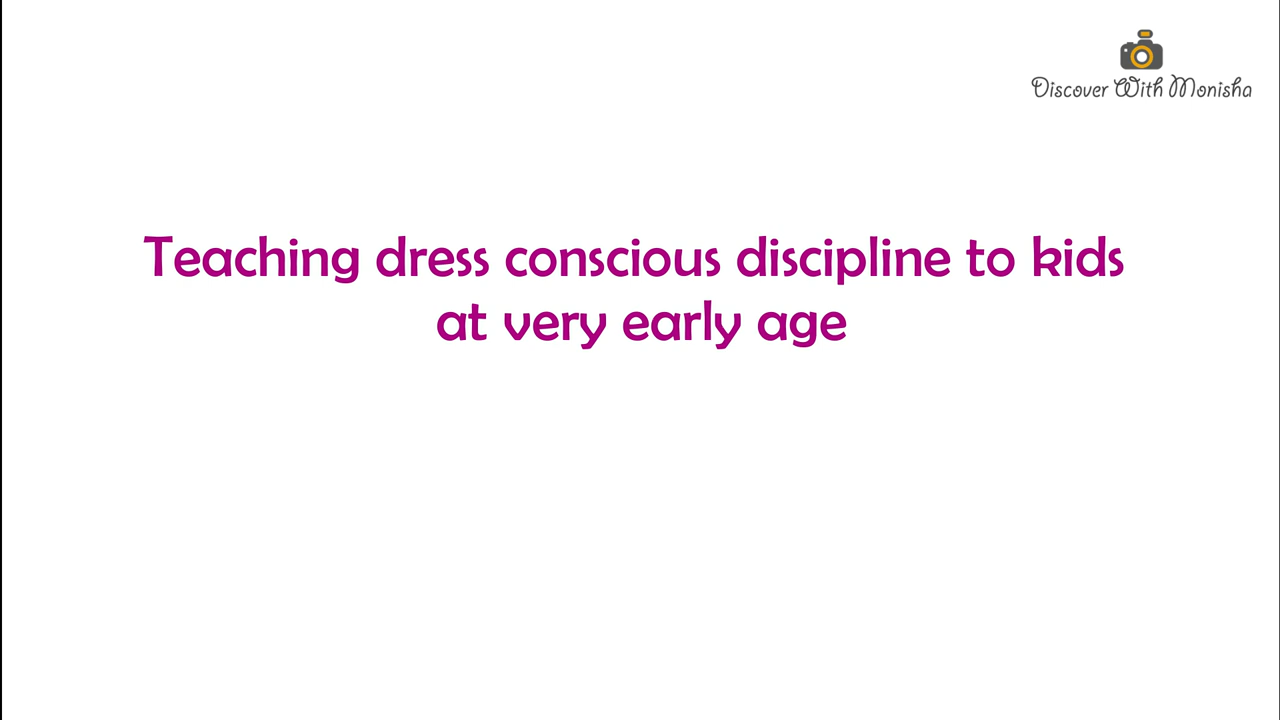 Discover With Monisha
Teaching dress conscious discipline to kids
at very early age